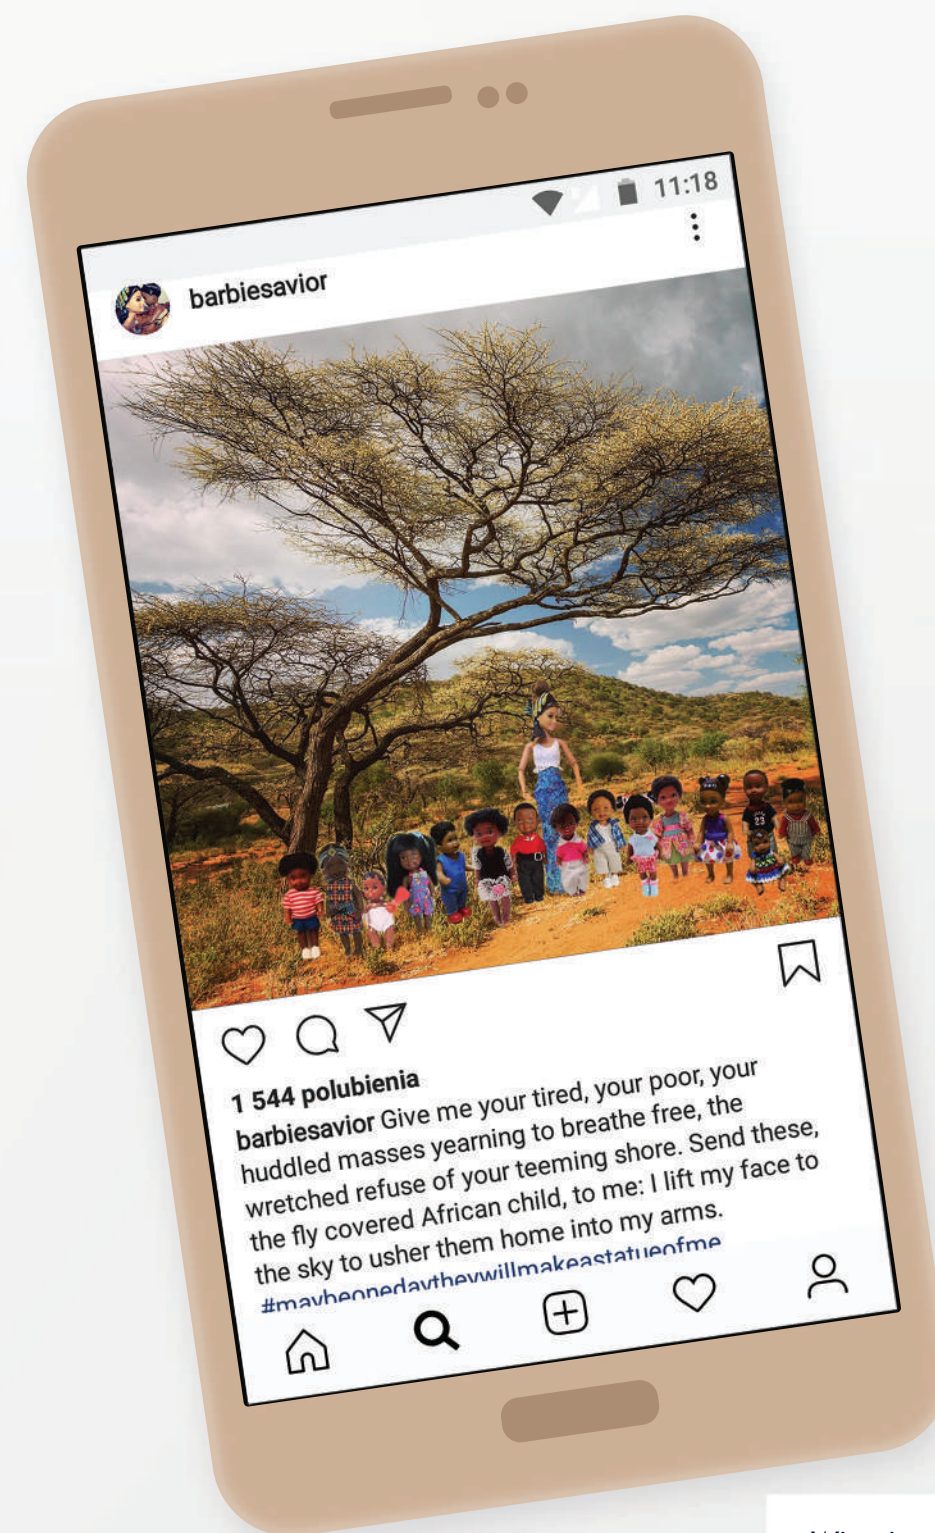 11:18
barbiesavior
23
1 544 polubienia
barbiesavior Give me your tired, your poor, your
huddled masses yearning to breathe free, the
wretched refuse of your teeming shore. Send these,
the fly covered African child, to me: I lift my face to
the sky to usher them home into my arms.
#maybeonedaytheywillmakeastatueofme